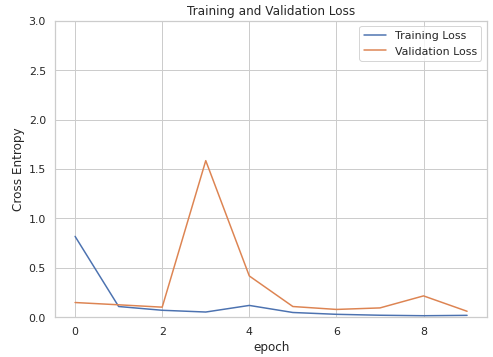 Training and Validation Loss
Training Loss
Validation Loss
Cross Entropy
3.0
2.5
2.0
1.5
1.0
0.5
0.0
0 2 4 6 8
epoch